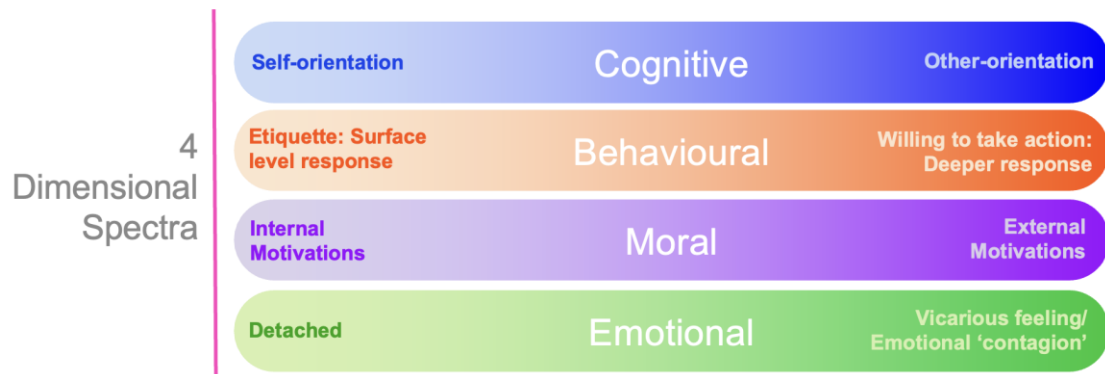 4
Dimensional
Spectra
Self-orientation
Cognitive
Other-orientation
Etiquette: Surface
level response
Behavioural
Willing to take action:
Deeper response
Internal
Motivations
Moral
External
Motivations
Detached
Emotional
Vicarious feeling/
Emotional ‘contagion’